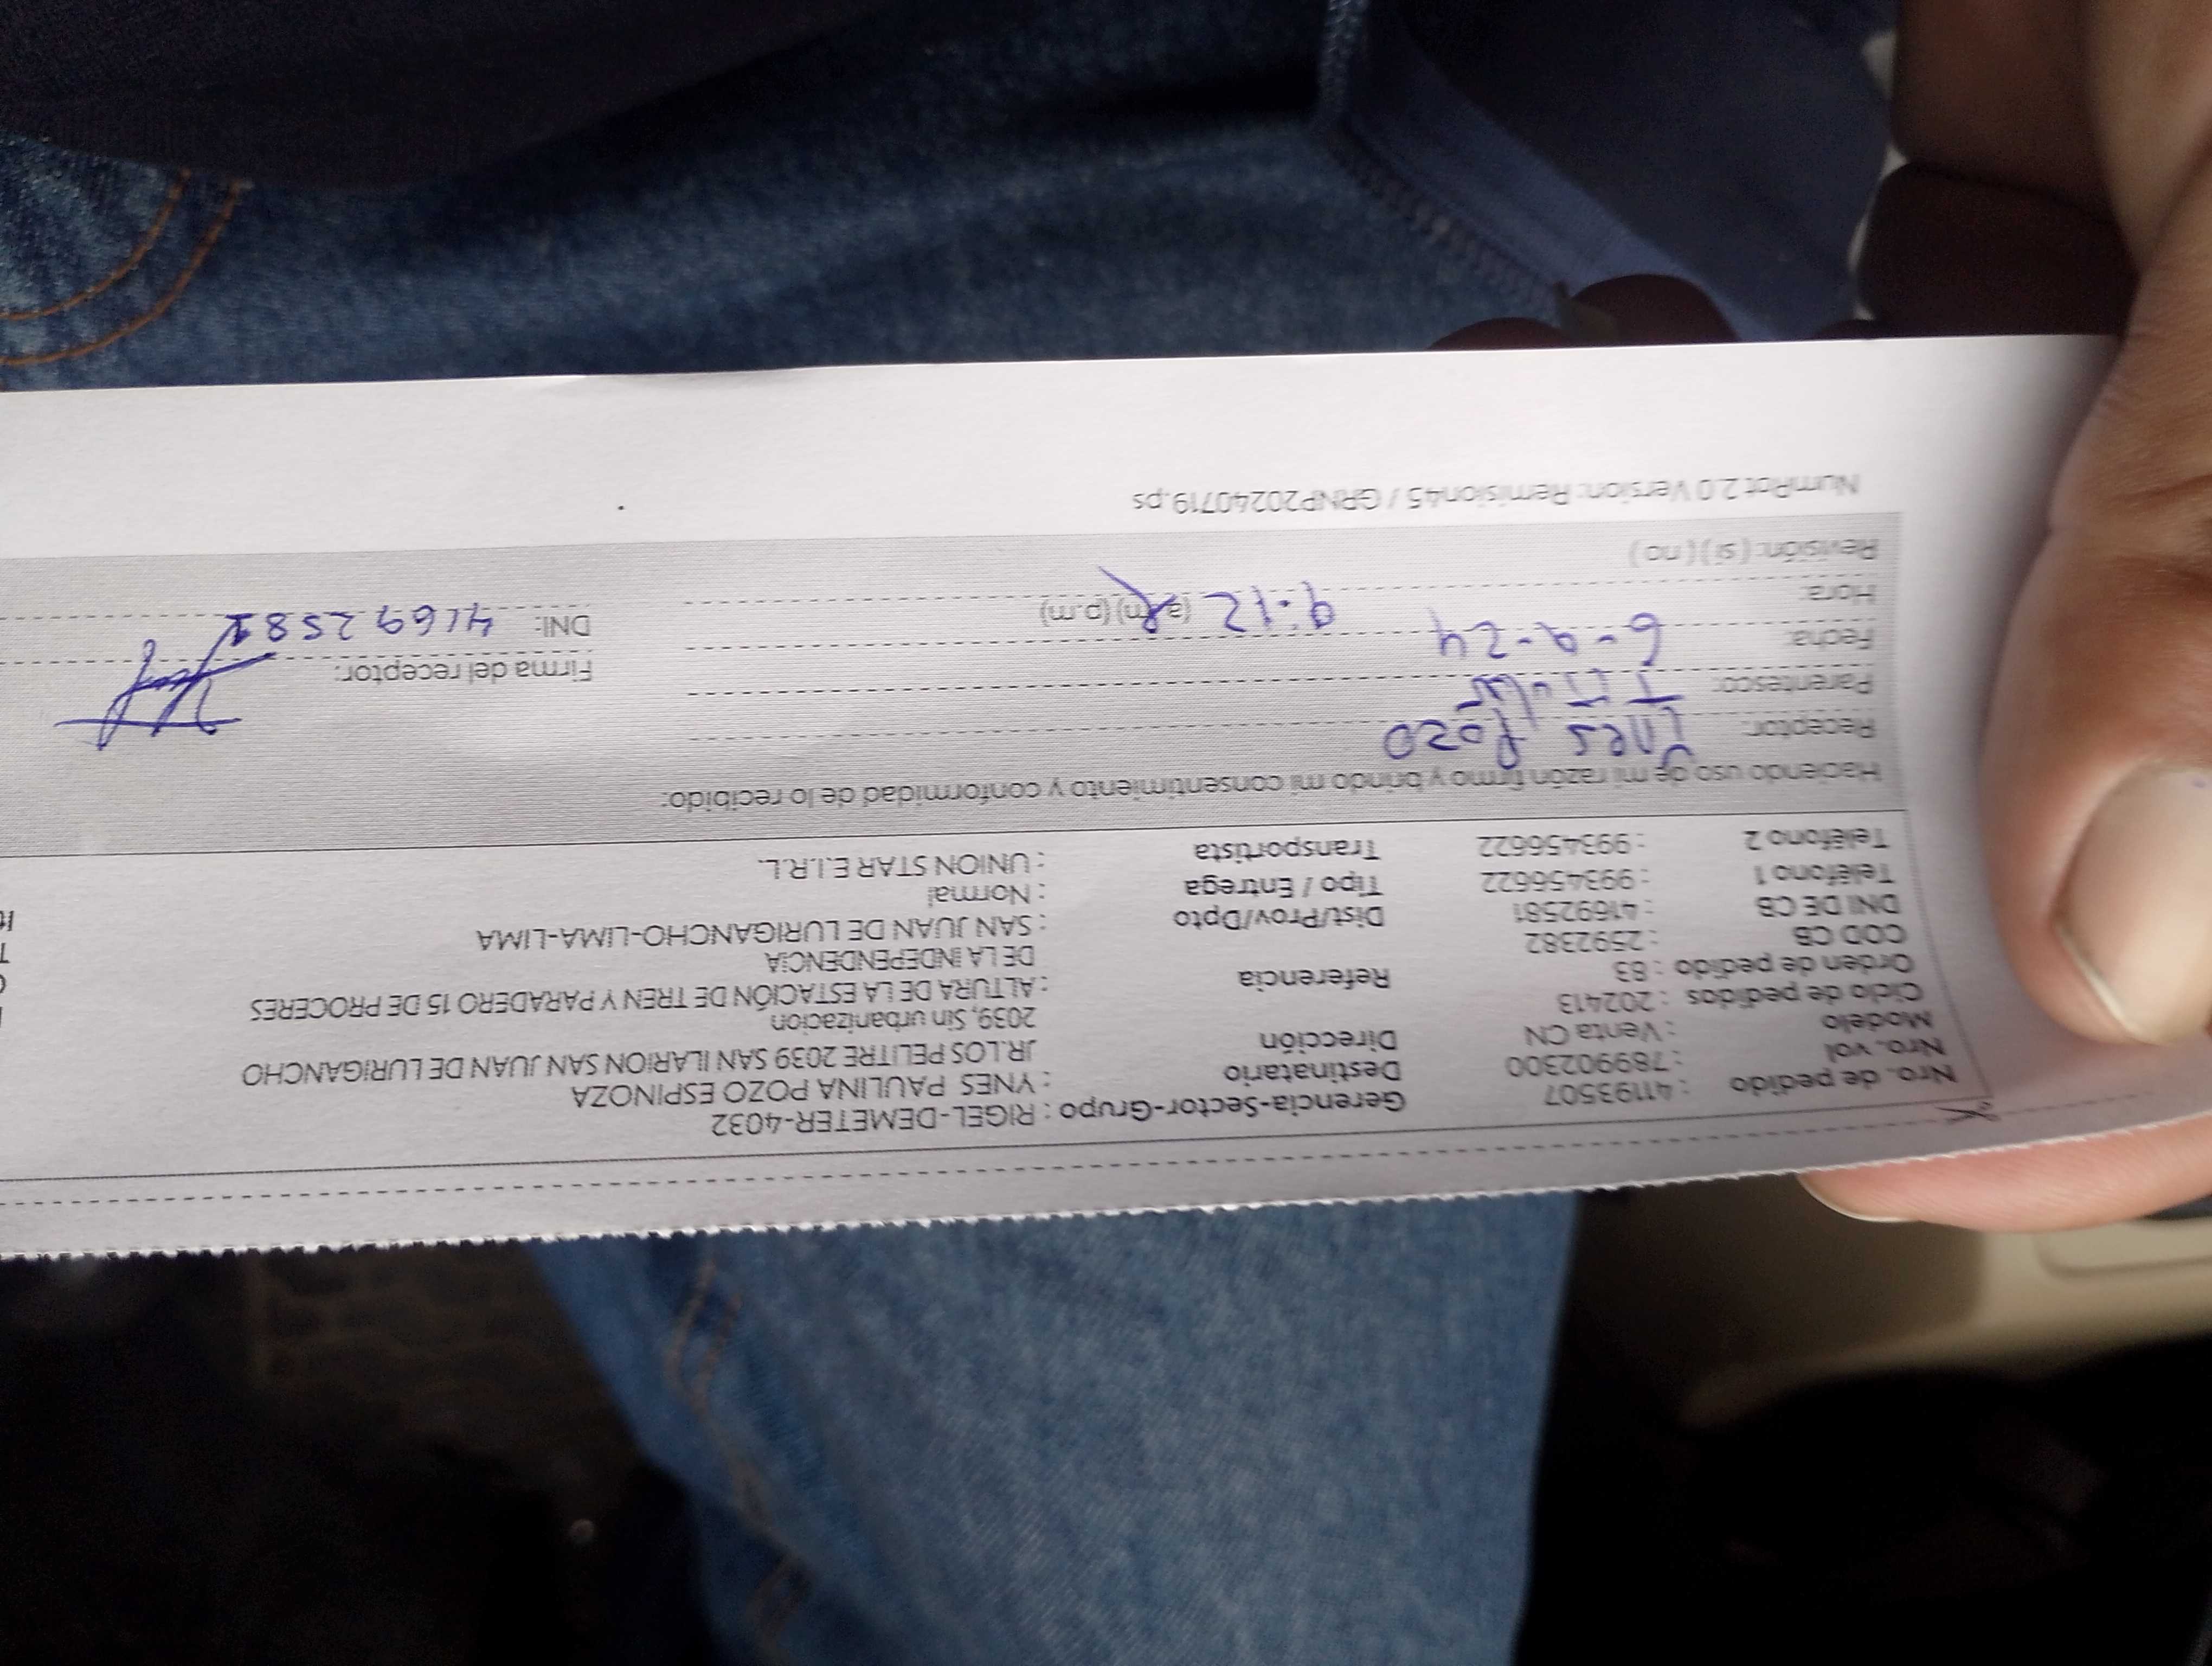 Nro. de pedido : 41193507 Gerencia-Sector-Grupo : RIGEL-DEMETER-4032
Nro. vol : 789902300 Destinatario : YNES PAULINA POZO ESPINOZA
Modelo : Venta CN Dirección JR.LOS PELITRE 2039 SAN ILARION SAN JUAN DE LURIGANCHO
Ciclo de pedidos : 202413 2039, Sin urbanizacion
Orden de pedido : 83 Referencia : ALTURA DE LA ESTACIÓN DE TREN Y PARADERO 15 DE PROCERES
COD CB : 2592382 DE LA INDEPENDENCIA
DNI DE CB : 41692581 Dist/Prov/Dpto : SAN JUAN DE LURIGANCHO-LIMA-LIMA
Teléfono 1 : 993456622 Tipo / Entrega : Normal
Teléfono 2 : 993456622 Transportista : UNION STAR E.I.R.L.
Haciendo uso de mi razón firmo y brindo mi consentimiento y conformidad de lo recibido:
Receptor: Ynes Pozo
Parentesco: Titular Firma del receptor:
Fecha: 6-9-24 DNI: 41692581
Hora: 9:12 (a.m) (p.m)
Revisión: (si) (no)
NumRot 2.0 Version: Remision45 / GRNP20240719.ps